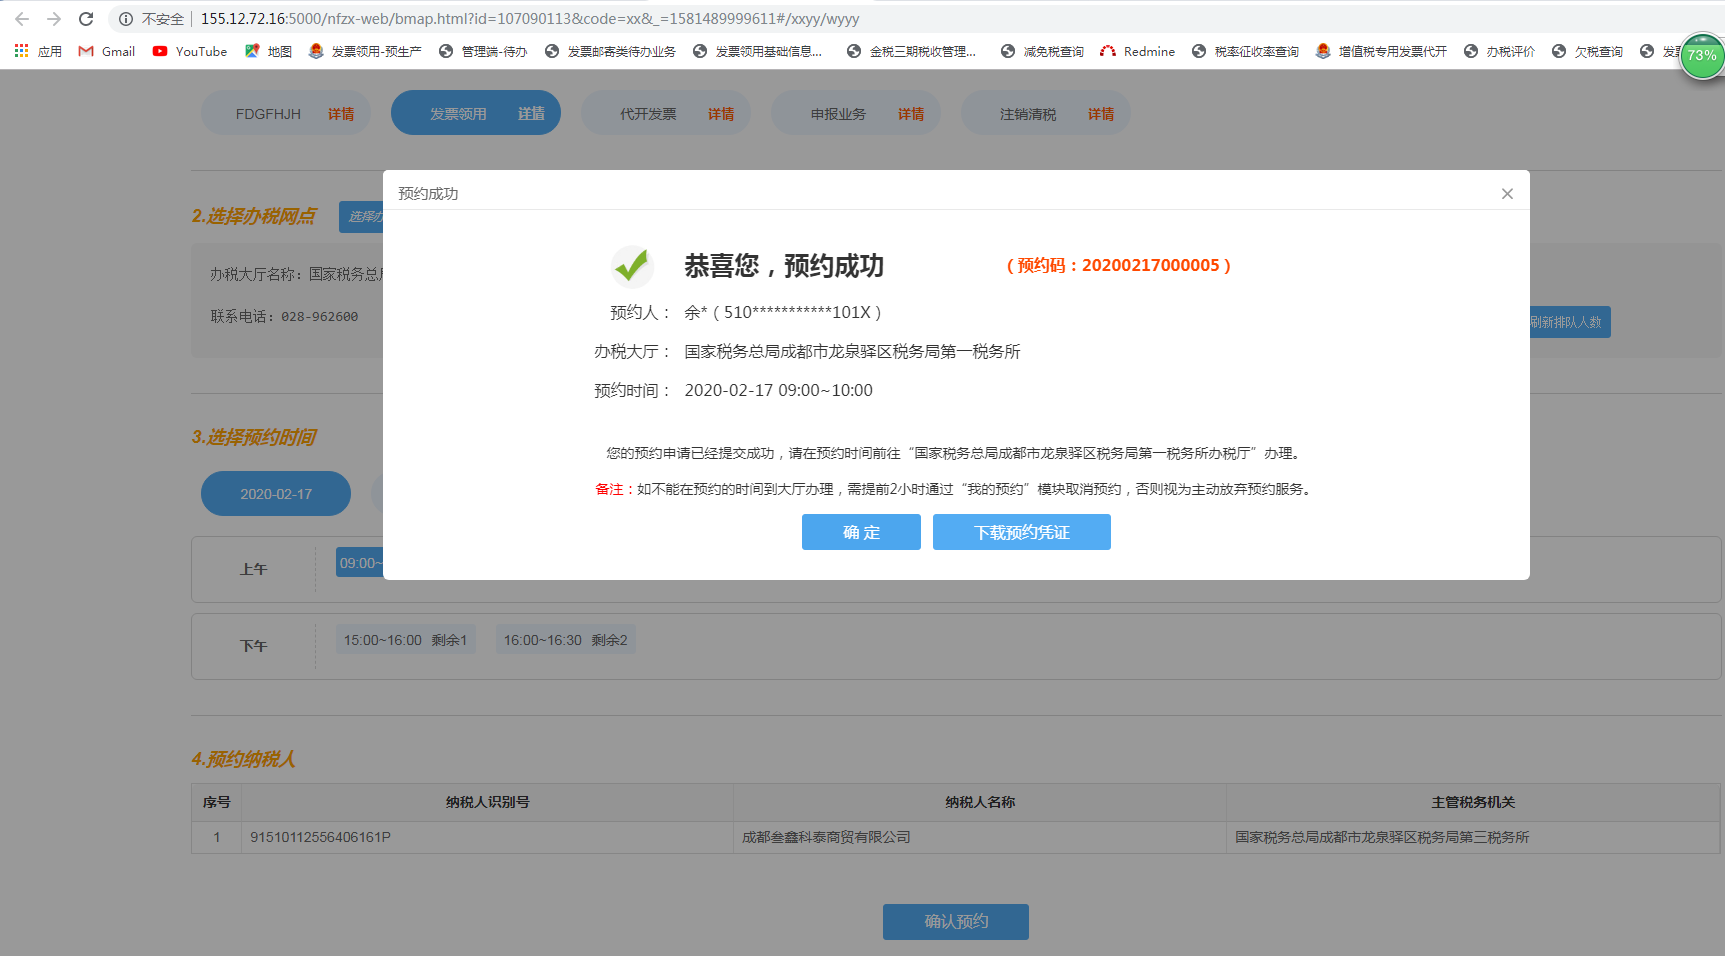 不安全 155.12.72.16:5000/nfzx-web/bmap.html?id=107090113&code=xx&_=1581489999611#/xxyy/wyyy
应用 Gmail YouTube 地图 发票领用-预生产 管理端-待办 发票邮寄类待办业务 发票领用基础信息... 金税三期税收管理... 减免税查询 Redmine 税率征收率查询 增值税专用发票代开 办税评价 欠税查询
73%
FDGFHJH 详情 发票领用 详情 代开发票 详情 申报业务 详情 注销清税 详情
预约成功 ×
2.选择办税网点 选择办
恭喜您，预约成功 （预约码：20200217000005）
办税大厅名称：国家税务总
预约人： 余*（510***********101X）
联系电话：028-962600
刷新排队人数
办税大厅： 国家税务总局成都市龙泉驿区税务局第一税务所
预约时间： 2020-02-17 09:00~10:00
3.选择预约时间
您的预约申请已经提交成功，请在预约时间前往“国家税务总局成都市龙泉驿区税务局第一税务所办税厅”办理。
2020-02-17
备注：如不能在预约的时间到大厅办理，需提前2小时通过“我的预约”模块取消预约，否则视为主动放弃预约服务。
确 定 下载预约凭证
上午 09:00~
下午 15:00~16:00 剩余1 16:00~16:30 剩余2
4.预约纳税人
序号 纳税人识别号 纳税人名称 主管税务机关
1 91510112556406161P 成都叁鑫科泰商贸有限公司 国家税务总局成都市龙泉驿区税务局第三税务所
确认预约